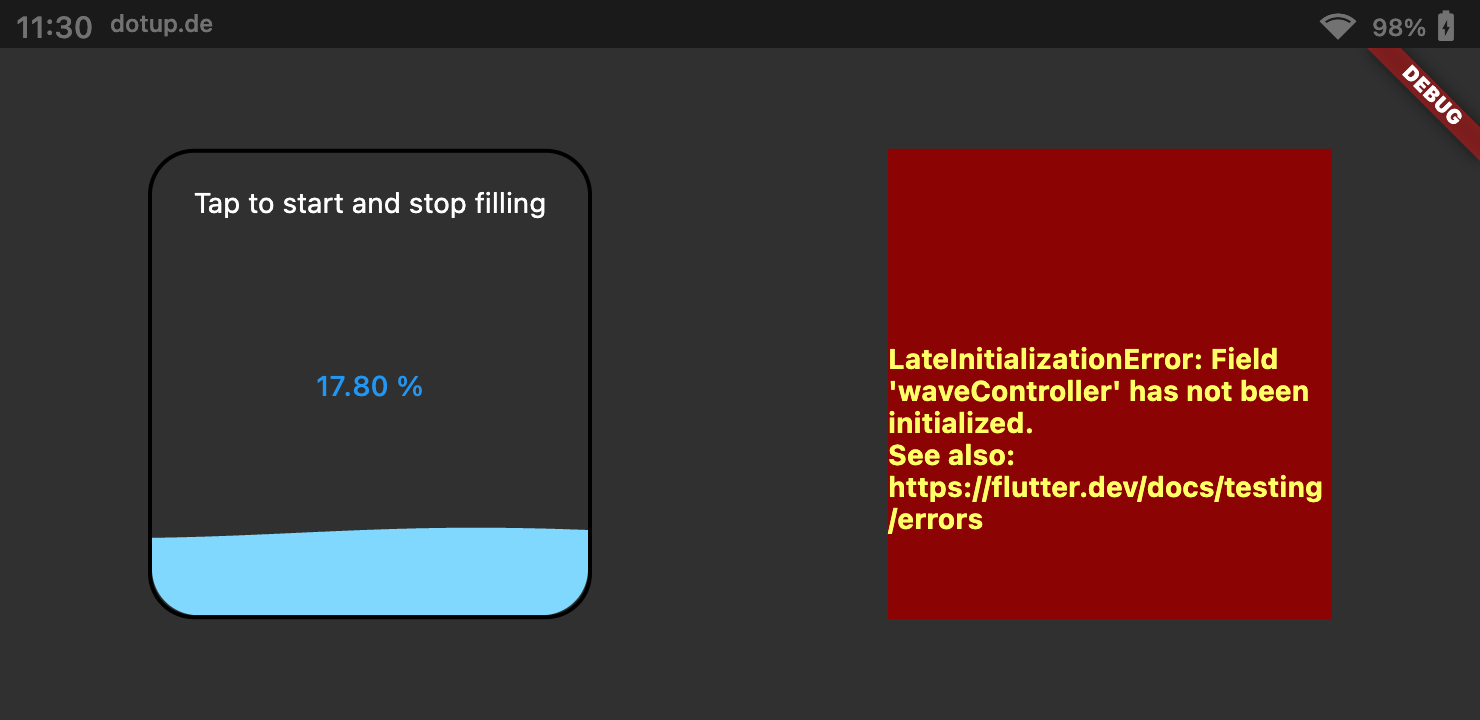 11:30 dotup.de 98%
DEBUG
Tap to start and stop filling
17.80 %
LateInitializationError: Field
'waveController' has not been
initialized.
See also:
https://flutter.dev/docs/testing
/errors